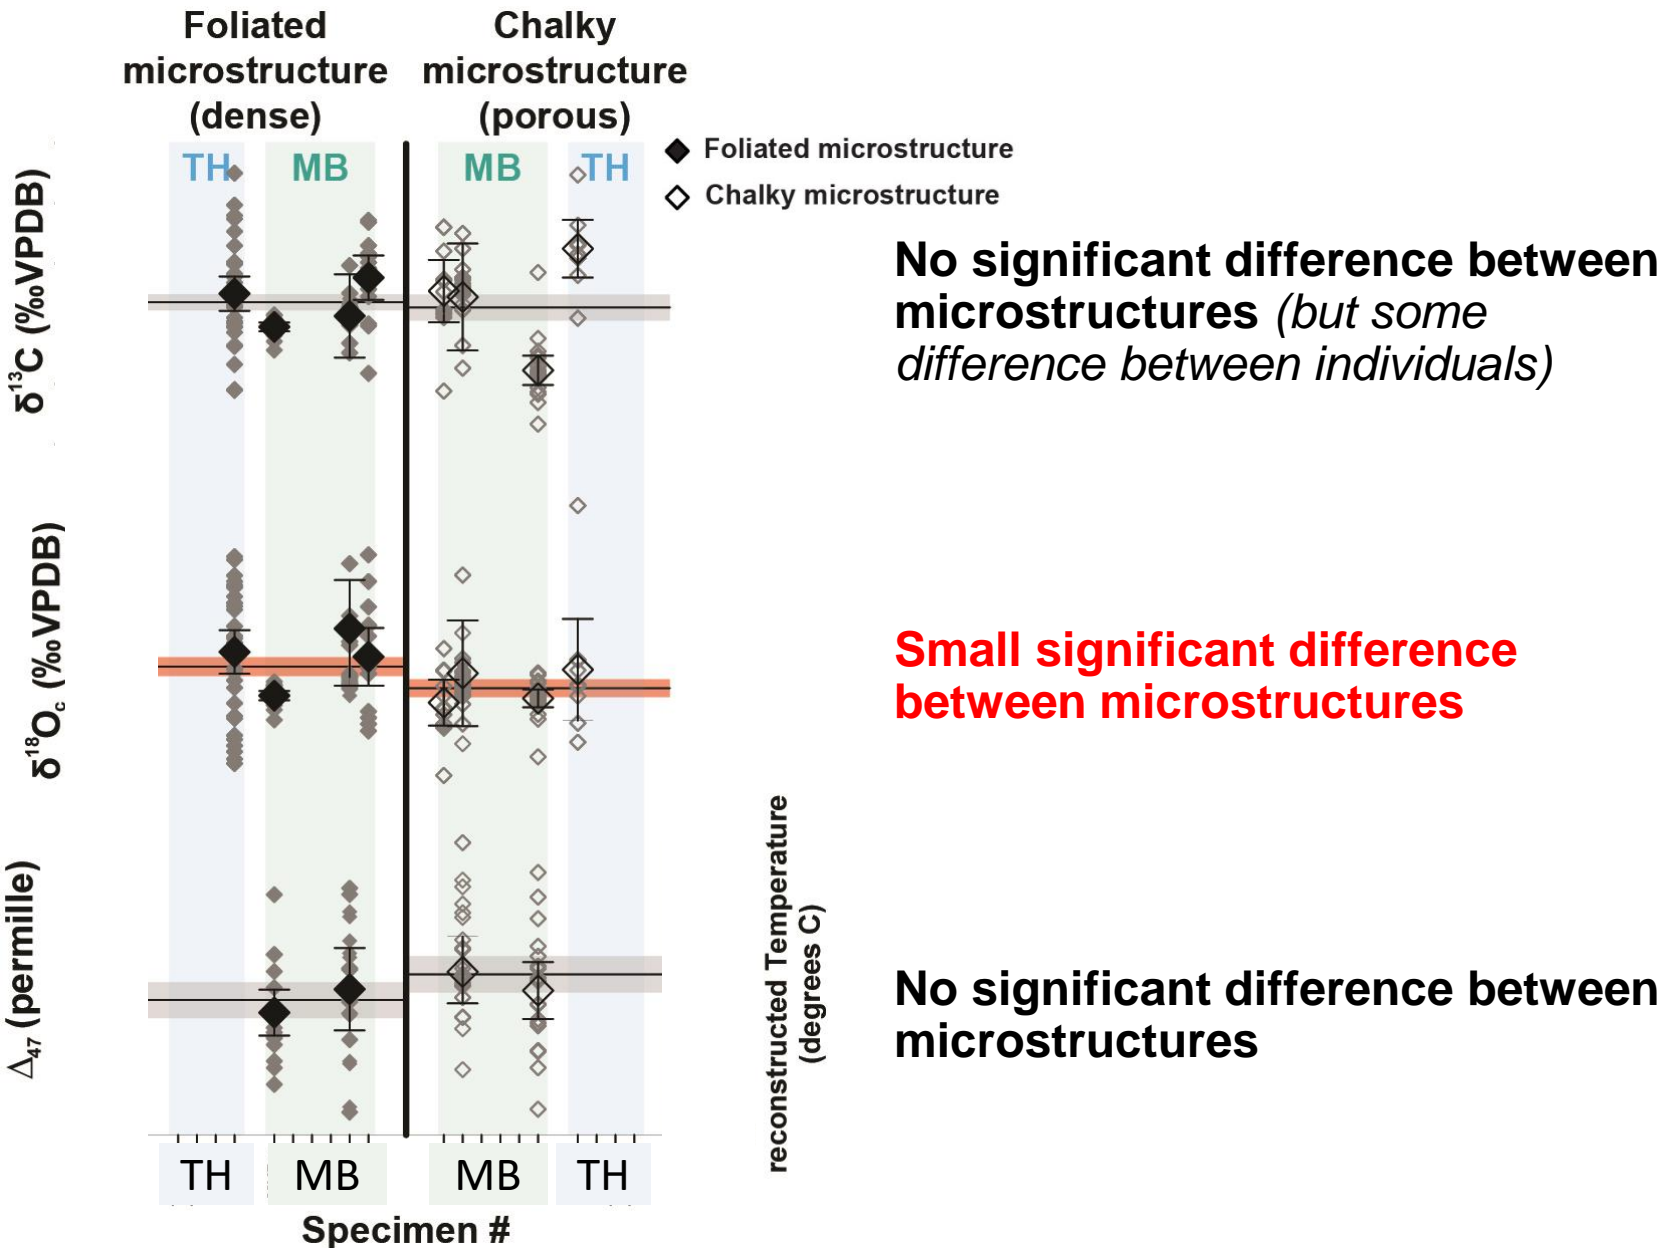 Foliated
microstructure
(dense)
Chalky
microstructure
(porous)
TH
MB
MB
TH
Foliated microstructure
Chalky microstructure
δ¹³C (‰VPDB)
No significant difference between
microstructures (but some
difference between individuals)
δ¹⁸Oc (‰VPDB)
Small significant difference
between microstructures
Δ47 (permille)
reconstructed Temperature
(degrees C)
No significant difference between
microstructures
TH
MB
MB
TH
Specimen #